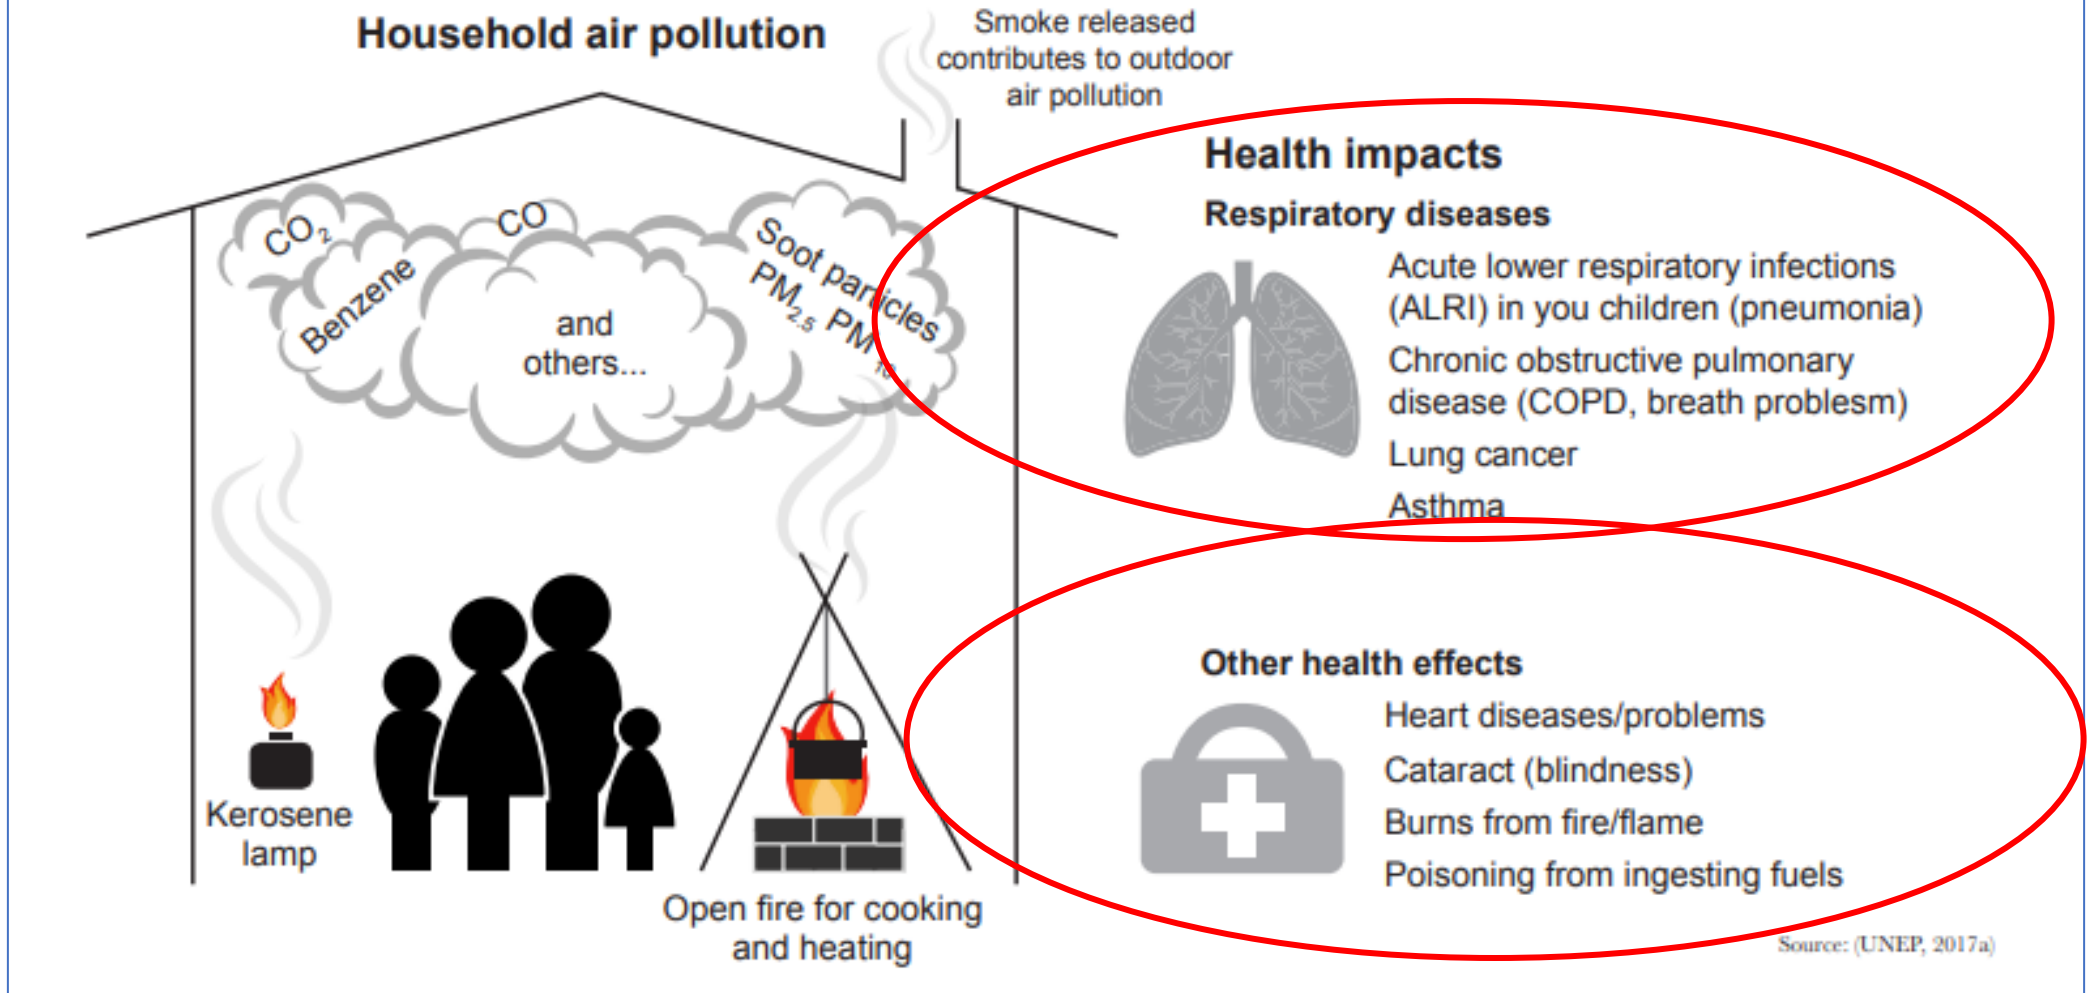 Household air pollution
Smoke released
contributes to outdoor
air pollution
CO2
Benzene
CO
and
others...
Soot particles
PM2.5 PM10
Kerosene
lamp
Open fire for cooking
and heating
Health impacts
Respiratory diseases
Acute lower respiratory infections
(ALRI) in you children (pneumonia)
Chronic obstructive pulmonary
disease (COPD, breath problesm)
Lung cancer
Asthma
Other health effects
Heart diseases/problems
Cataract (blindness)
Burns from fire/flame
Poisoning from ingesting fuels
Source: (UNEP, 2017a)